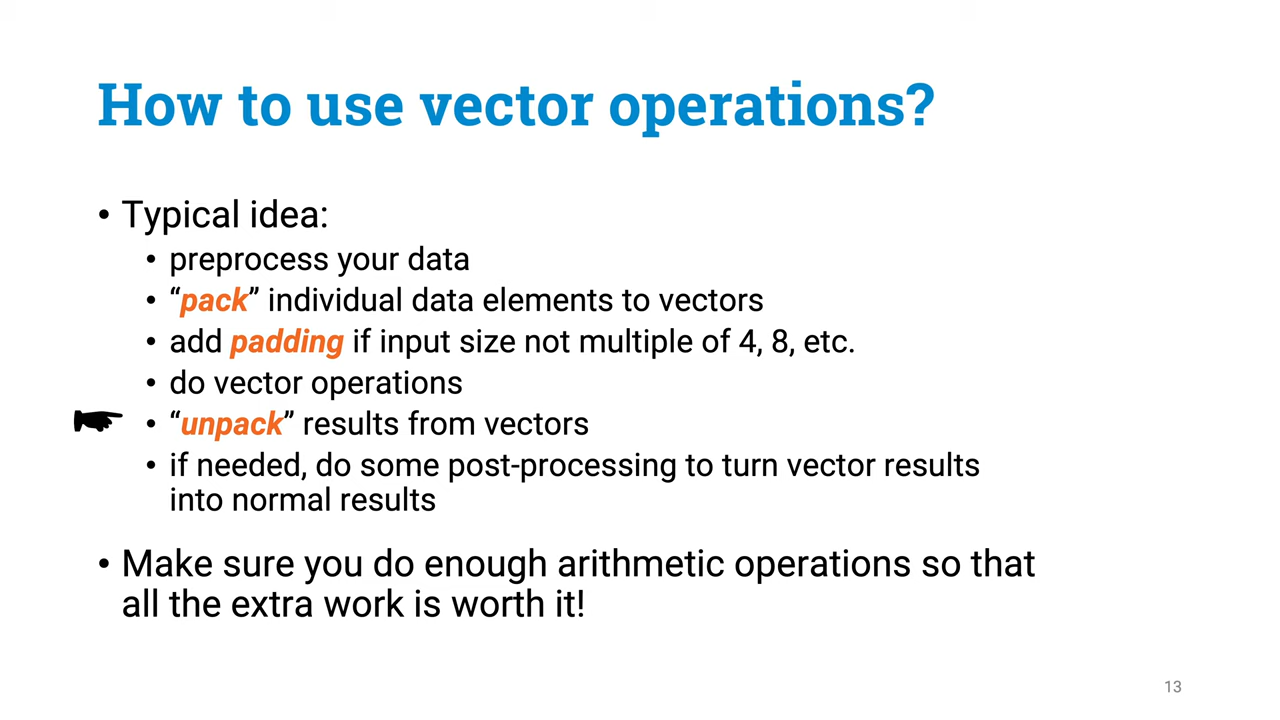 How to use vector operations?
• Typical idea:
• preprocess your data
• “pack” individual data elements to vectors
• add padding if input size not multiple of 4, 8, etc.
• do vector operations
• “unpack” results from vectors
• if needed, do some post-processing to turn vector results
into normal results
• Make sure you do enough arithmetic operations so that
all the extra work is worth it!
13